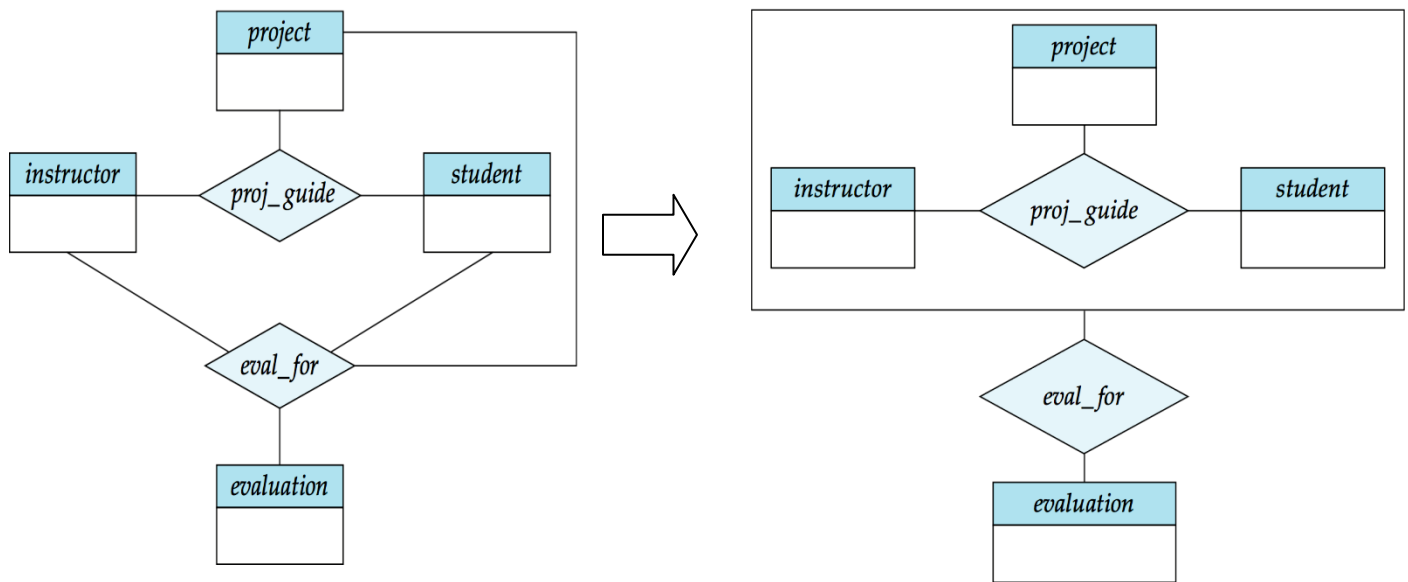 project
instructor
proj_guide
student
eval_for
evaluation
project
instructor
proj_guide
student
eval_for
evaluation